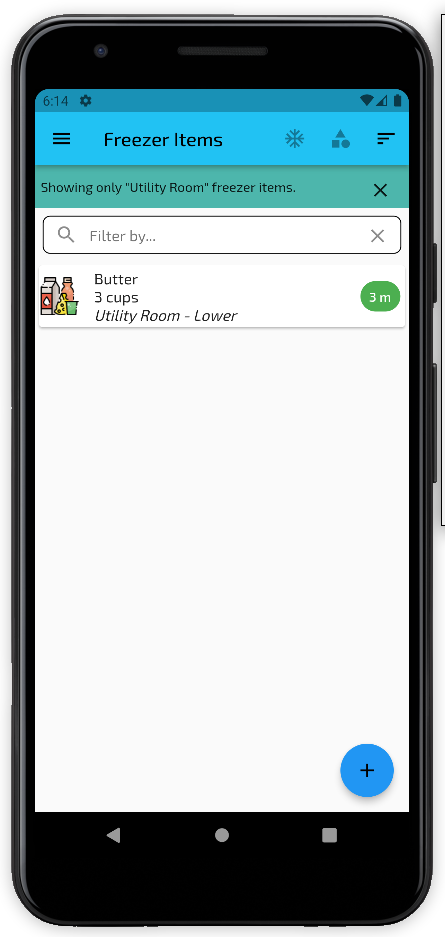 6:14
Freezer Items
Showing only "Utility Room" freezer items.
Filter by...
Butter
3 cups
3 m
Utility Room - Lower